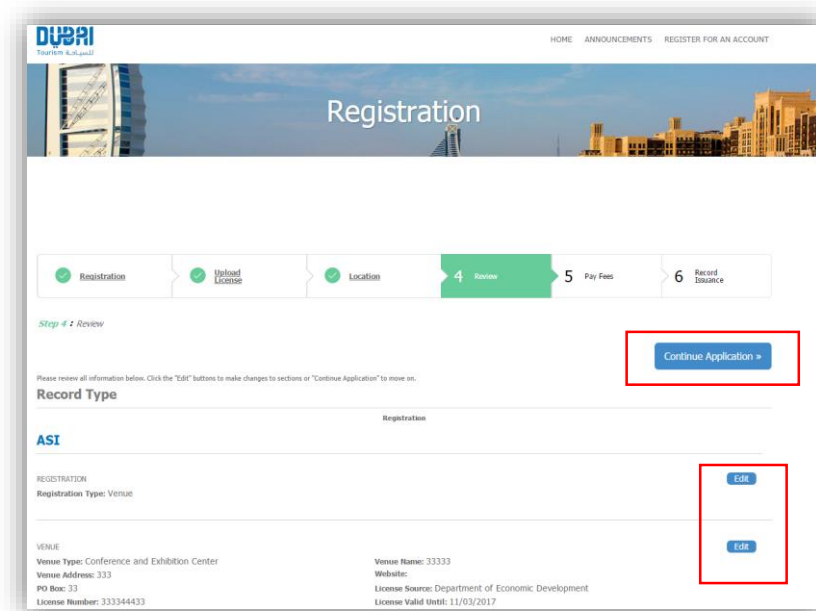 DUBAI
Tourism للسياحة
HOME ANNOUNCEMENTS REGISTER FOR AN ACCOUNT
Registration
Registration Upload License Location 4 Review 5 Pay Fees 6 Record Issuance
Step 4 : Review
Continue Application »
Please review all information below. Click the "Edit" buttons to make changes to sections or "Continue Application" to move on.
Record Type
Registration
ASI
REGISTRATION Edit
Registration Type: Venue
VENUE Edit
Venue Type: Conference and Exhibition Center Venue Name: 33333
Venue Address: 333 Website:
PO Box: 33 License Source: Department of Economic Development
License Number: 333344433 License Valid Until: 11/03/2017